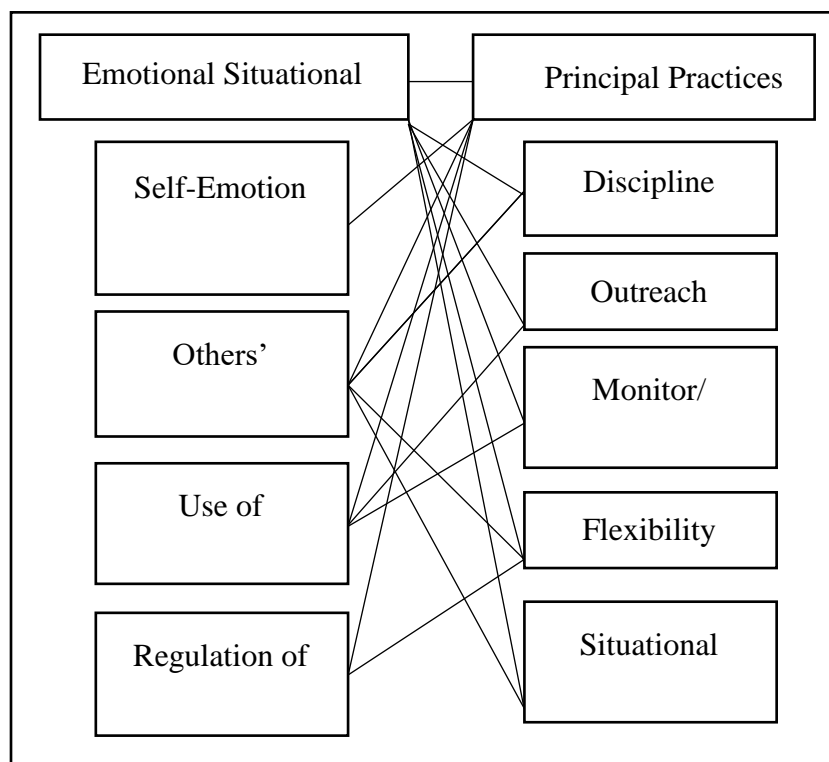 Emotional Situational
Principal Practices
Self-Emotion
Discipline
Outreach
Others’
Monitor/
Use of
Flexibility
Regulation of
Situational